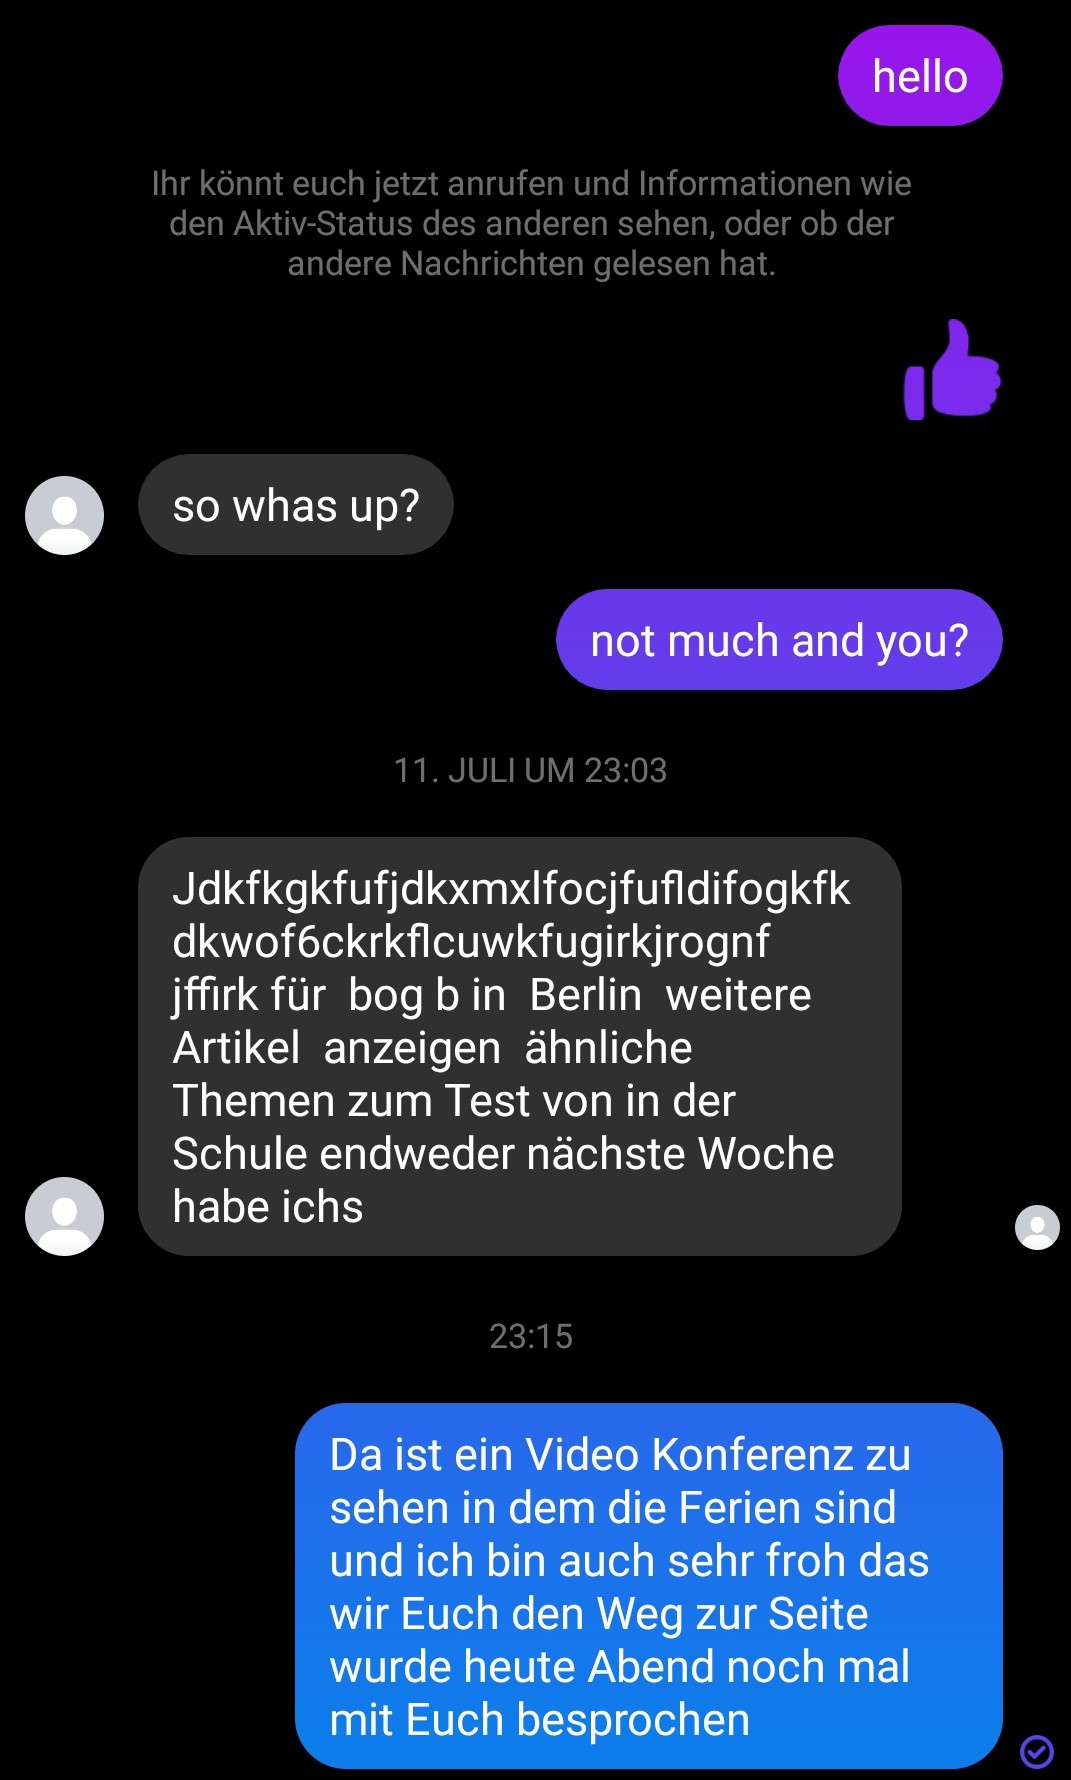 hello
Ihr könnt euch jetzt anrufen und Informationen wie
den Aktiv-Status des anderen sehen, oder ob der
andere Nachrichten gelesen hat.
so whas up?
not much and you?
11. JULI UM 23:03
Jdkfkgkfufjdkxmxlfocjfufldifogkfk
dkwof6ckrkflcuwkfugirkjrognf
jffirk für  bog b in  Berlin  weitere
Artikel  anzeigen  ähnliche
Themen zum Test von in der
Schule endweder nächste Woche
habe ichs
23:15
Da ist ein Video Konferenz zu
sehen in dem die Ferien sind
und ich bin auch sehr froh das
wir Euch den Weg zur Seite
wurde heute Abend noch mal
mit Euch besprochen